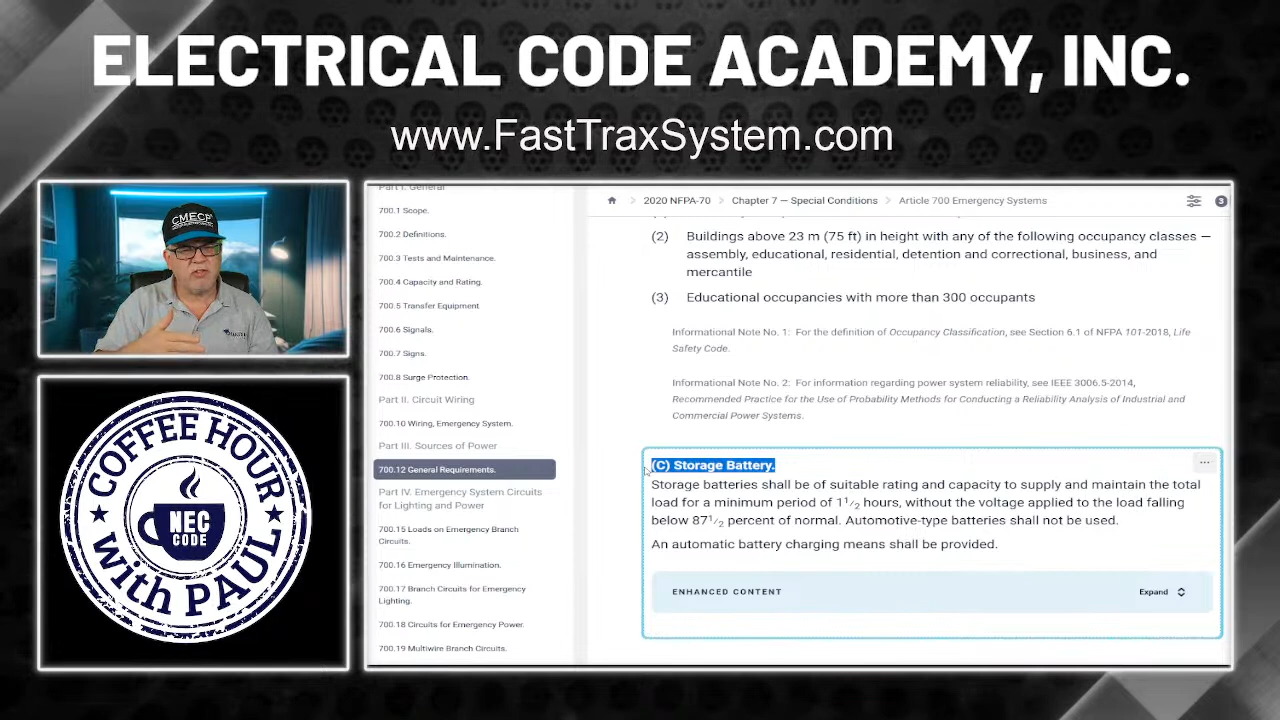 ELECTRICAL CODE ACADEMY, INC.
www.FastTraxSystem.com
CMECP
COFFEE HOUR
NEC
CODE
with PAUL
Part I. General
700.1 Scope.
700.2 Definitions.
700.3 Tests and Maintenance.
700.4 Capacity and Rating.
700.5 Transfer Equipment
700.6 Signals.
700.7 Signs.
700.8 Surge Protection.
Part II. Circuit Wiring
700.10 Wiring, Emergency System.
Part III. Sources of Power
700.12 General Requirements.
Part IV. Emergency System Circuits
for Lighting and Power
700.15 Loads on Emergency Branch
Circuits.
700.16 Emergency Illumination.
700.17 Branch Circuits for Emergency
Lighting.
700.18 Circuits for Emergency Power.
700.19 Multiwire Branch Circuits.
2020 NFPA-70 > Chapter 7 — Special Conditions > Article 700 Emergency Systems
3
(2) Buildings above 23 m (75 ft) in height with any of the following occupancy classes —
assembly, educational, residential, detention and correctional, business, and
mercantile
(3) Educational occupancies with more than 300 occupants
Informational Note No. 1: For the definition of Occupancy Classification, see Section 6.1 of NFPA 101-2018, Life
Safety Code.
Informational Note No. 2: For information regarding power system reliability, see IEEE 3006.5-2014,
Recommended Practice for the Use of Probability Methods for Conducting a Reliability Analysis of Industrial and
Commercial Power Systems.
(C) Storage Battery.
Storage batteries shall be of suitable rating and capacity to supply and maintain the total
load for a minimum period of 1 1/2 hours, without the voltage applied to the load falling
below 87 1/2 percent of normal. Automotive-type batteries shall not be used.
An automatic battery charging means shall be provided.
ENHANCED CONTENT
Expand